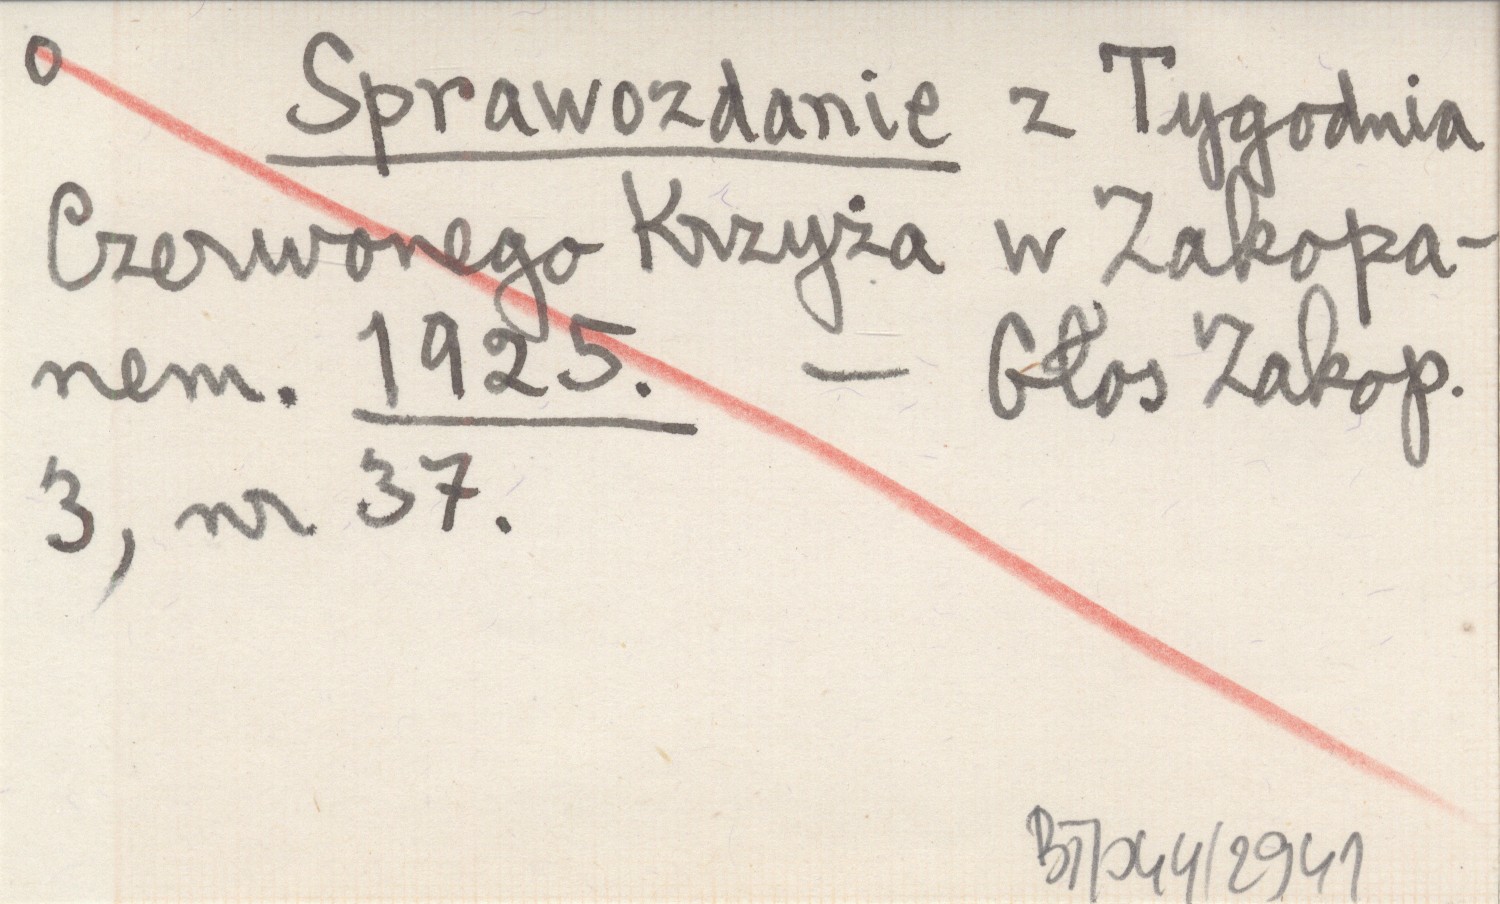 o Sprawozdanie z Tygodnia
Czerwonego Krzyża w Zakopa-
nem. 1925. — Głos Zakop.
3, nr 37.